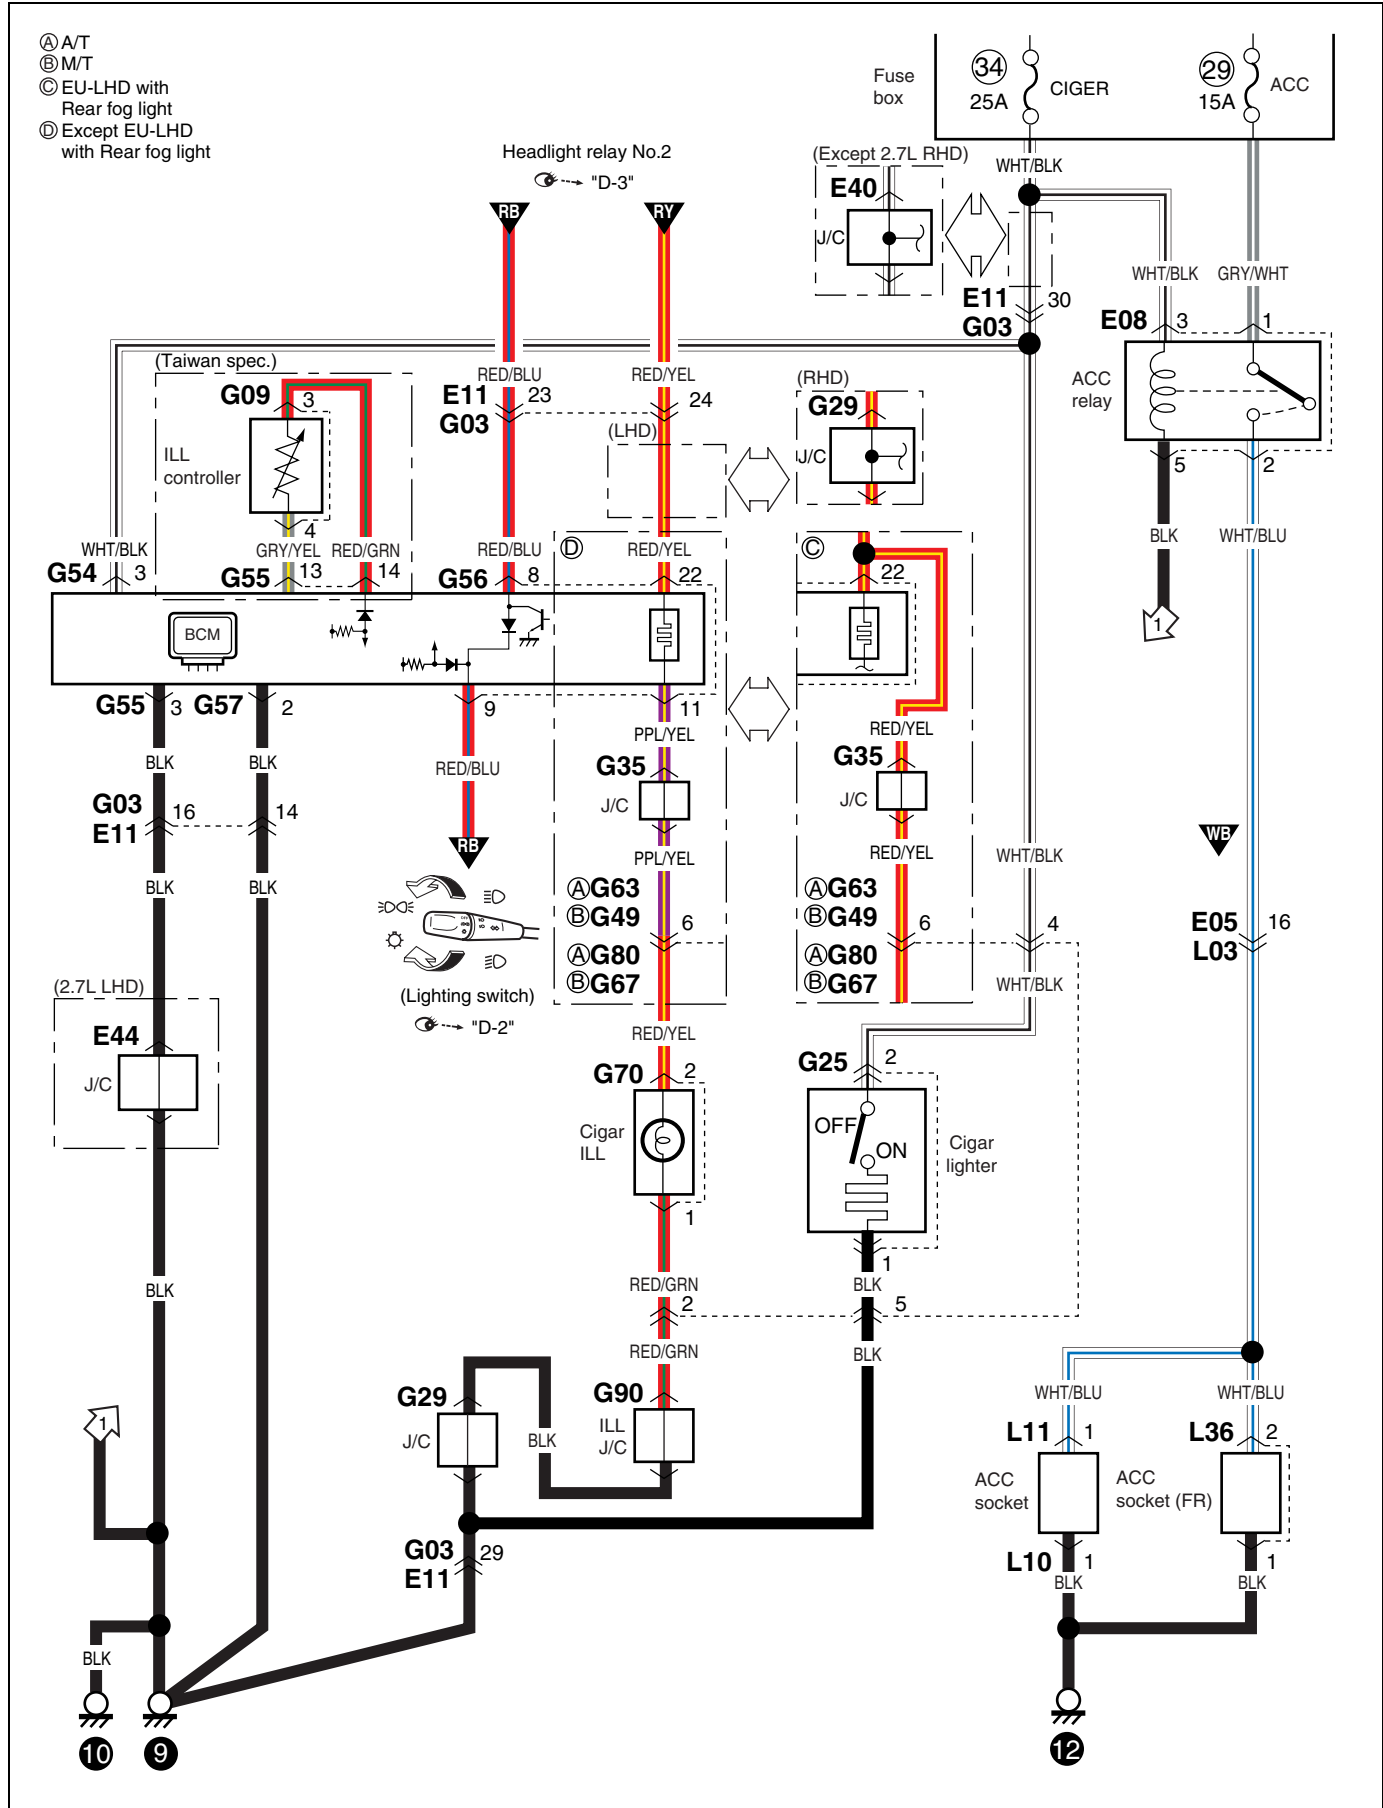 Ⓐ A/T
Ⓑ M/T
Ⓒ EU-LHD with
Rear fog light
Ⓓ Except EU-LHD
with Rear fog light
Headlight relay No.2
"D-3"
RB
RY
Fuse
box
34
25A
CIGER
29
15A
ACC
(Except 2.7L RHD)
E40
J/C
WHT/BLK
E11
G03
30
WHT/BLK
GRY/WHT
E08
3
1
ACC
relay
5
2
BLK
WHT/BLU
1
(Taiwan spec.)
G09
3
ILL
controller
4
GRY/YEL
RED/GRN
WHT/BLK
G54
3
G55
13
14
RED/BLU
E11
G03
23
RED/YEL
24
(LHD)
(RHD)
G29
J/C
RED/BLU
G56
8
Ⓓ
RED/YEL
22
Ⓒ
22
BCM
G55
3
G57
2
9
11
BLK
BLK
RED/BLU
RB
PPL/YEL
G35
J/C
PPL/YEL
RED/YEL
G35
J/C
RED/YEL
WHT/BLK
WB
G03
E11
16
14
BLK
BLK
ⒶG63
ⒷG49
6
ⒶG80
ⒷG67
ⒶG63
ⒷG49
6
ⒶG80
ⒷG67
4
WHT/BLK
E05
L03
16
OFF
(Lighting switch)
"D-2"
(2.7L LHD)
E44
J/C
RED/YEL
G70
2
Cigar
ILL
1
G25
2
OFF
ON
Cigar
lighter
1
BLK
5
BLK
RED/GRN
2
RED/GRN
BLK
G29
J/C
BLK
G90
ILL
J/C
1
G03
E11
29
WHT/BLU
WHT/BLU
L11
1
L36
2
ACC
socket
ACC
socket (FR)
L10
1
1
BLK
BLK
BLK
10
9
12